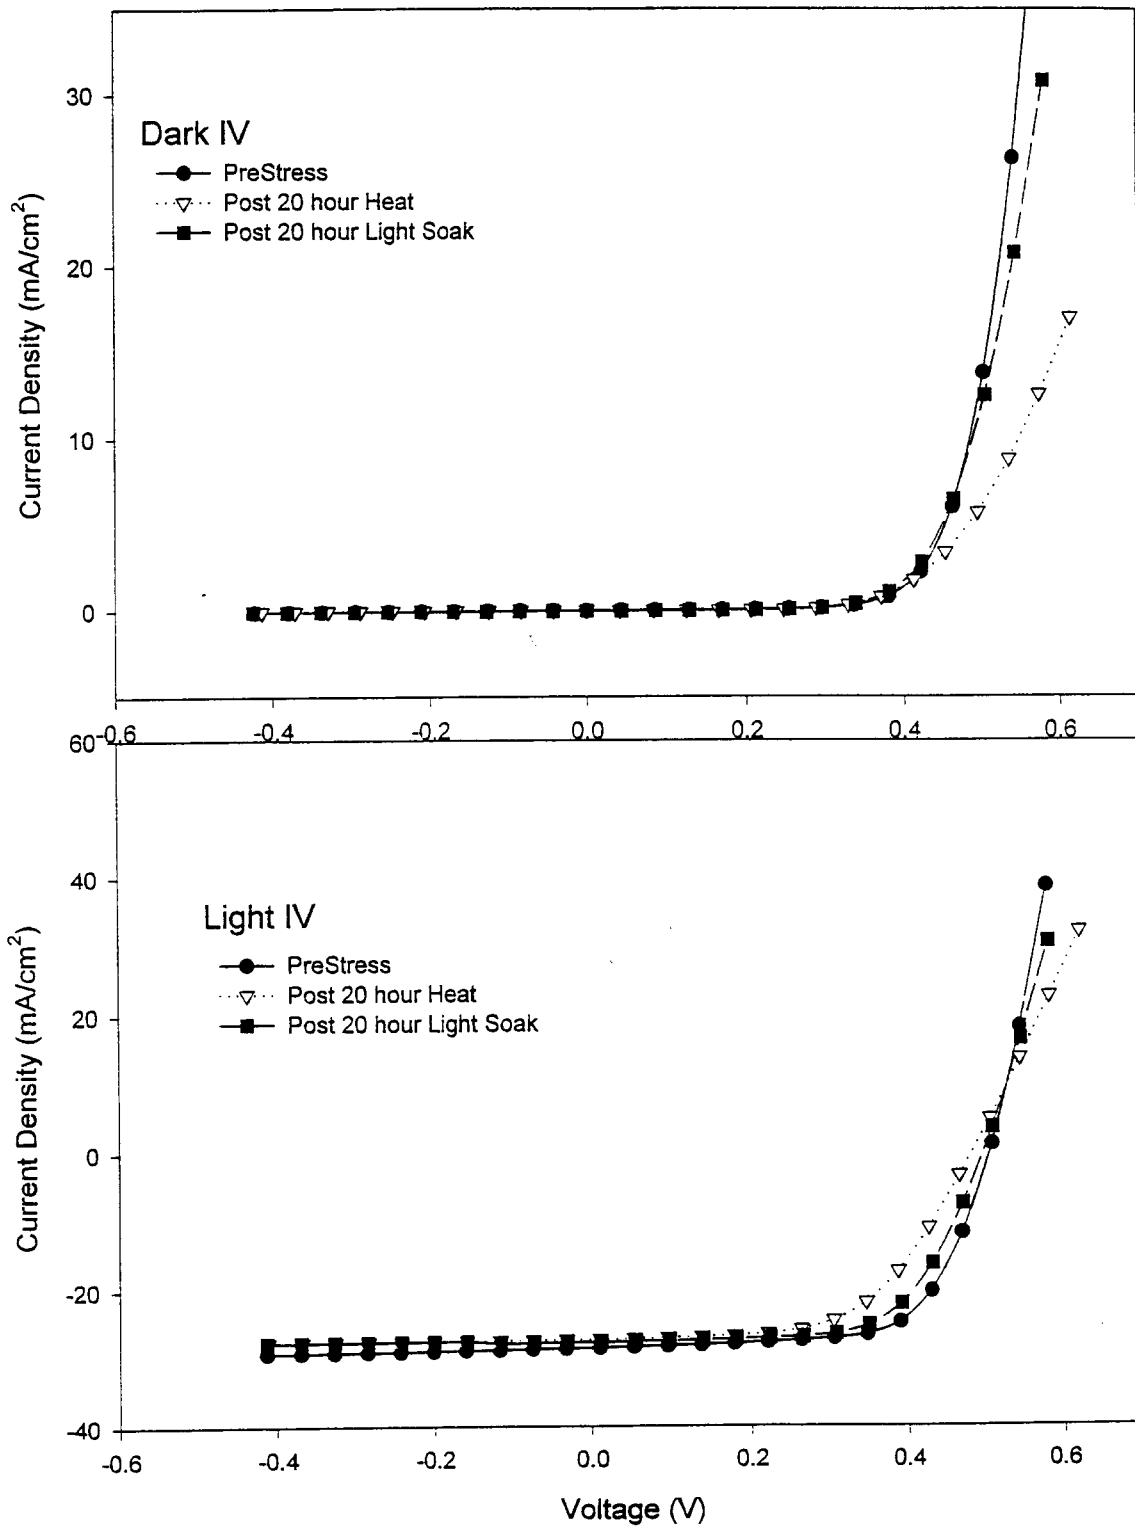 30
20
10
0
Current Density (mA/cm²)
Dark IV
PreStress
Post 20 hour Heat
Post 20 hour Light Soak
-0.6 -0.4 -0.2 0.0 0.2 0.4 0.6
60
40
20
0
-20
-40
Current Density (mA/cm²)
Light IV
PreStress
Post 20 hour Heat
Post 20 hour Light Soak
-0.6 -0.4 -0.2 0.0 0.2 0.4 0.6
Voltage (V)